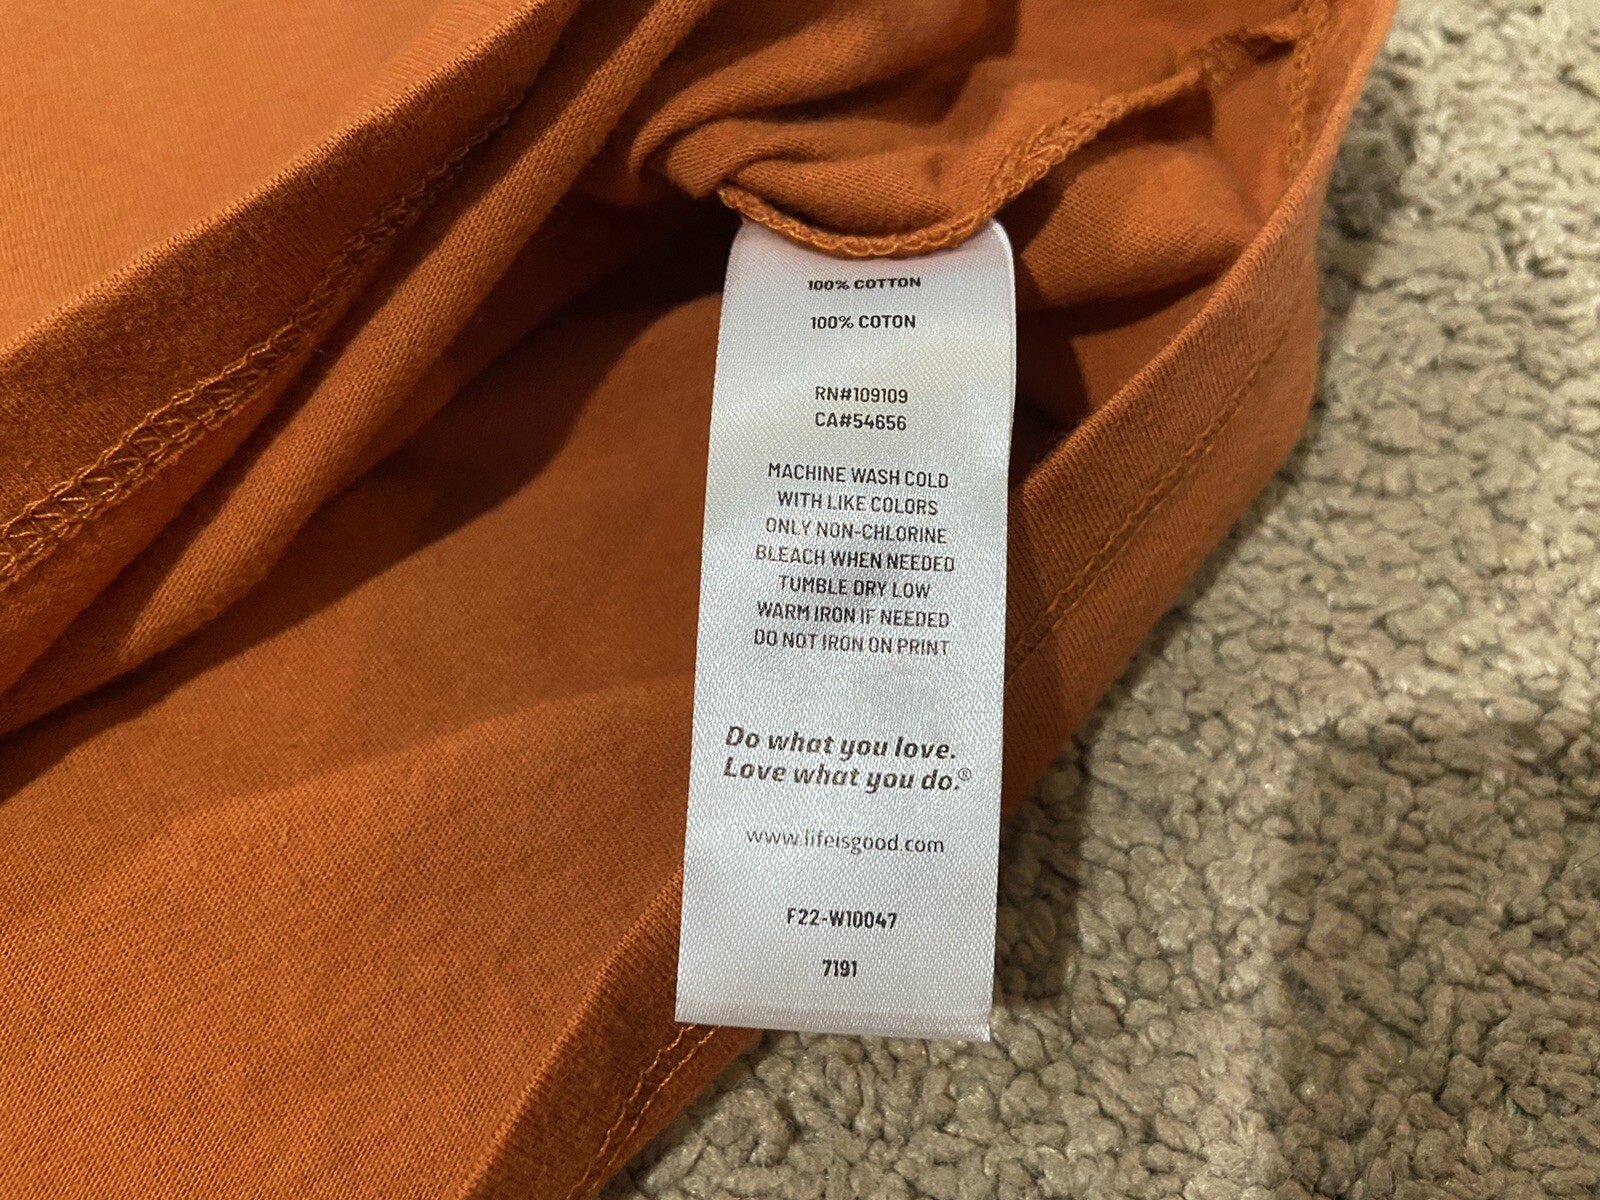 100% COTTON
100% COTON
RN#109109
CA#54656
MACHINE WASH COLD
WITH LIKE COLORS
ONLY NON-CHLORINE
BLEACH WHEN NEEDED
TUMBLE DRY LOW
WARM IRON IF NEEDED
DO NOT IRON ON PRINT
Do what you love.
Love what you do.®
www.lifeisgood.com
F22-W10047
7191